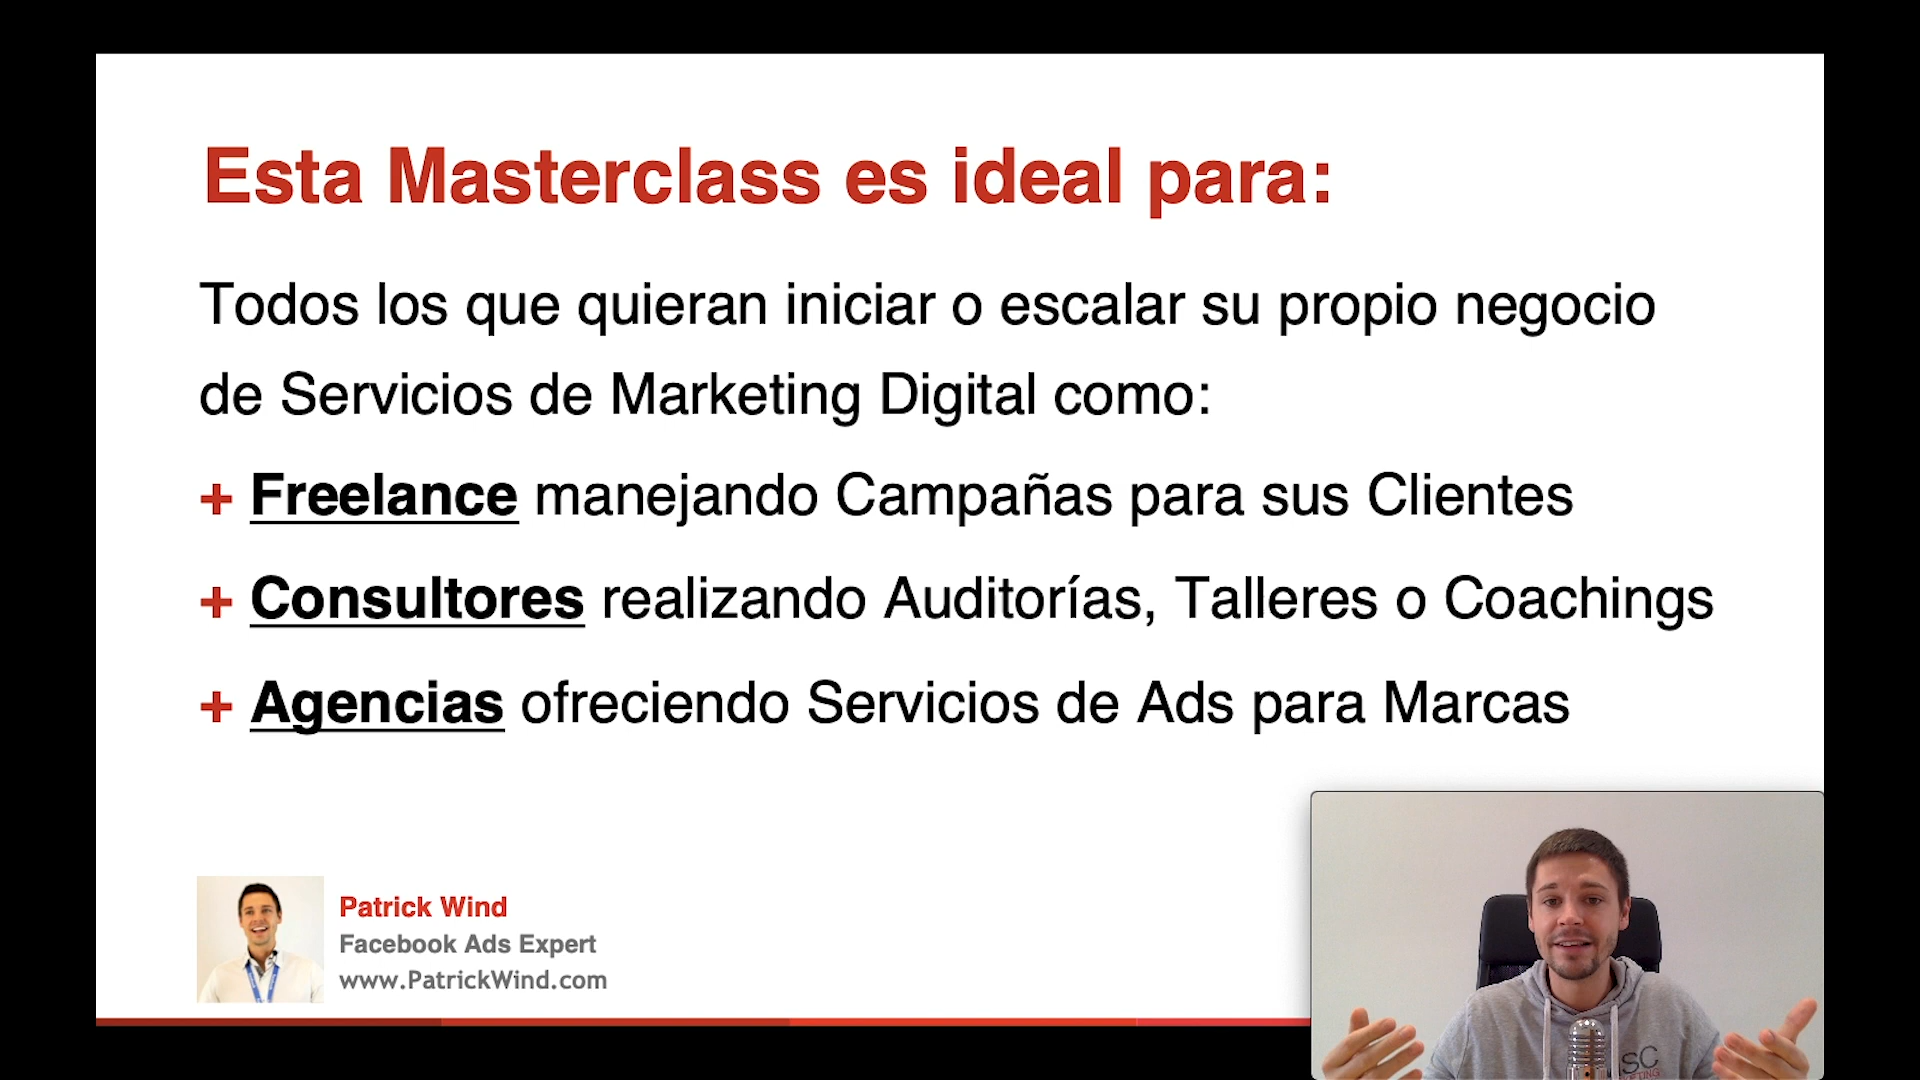 Esta Masterclass es ideal para:
Todos los que quieran iniciar o escalar su propio negocio
de Servicios de Marketing Digital como:
+ Freelance manejando Campañas para sus Clientes
+ Consultores realizando Auditorías, Talleres o Coachings
+ Agencias ofreciendo Servicios de Ads para Marcas
Patrick Wind
Facebook Ads Expert
www.PatrickWind.com